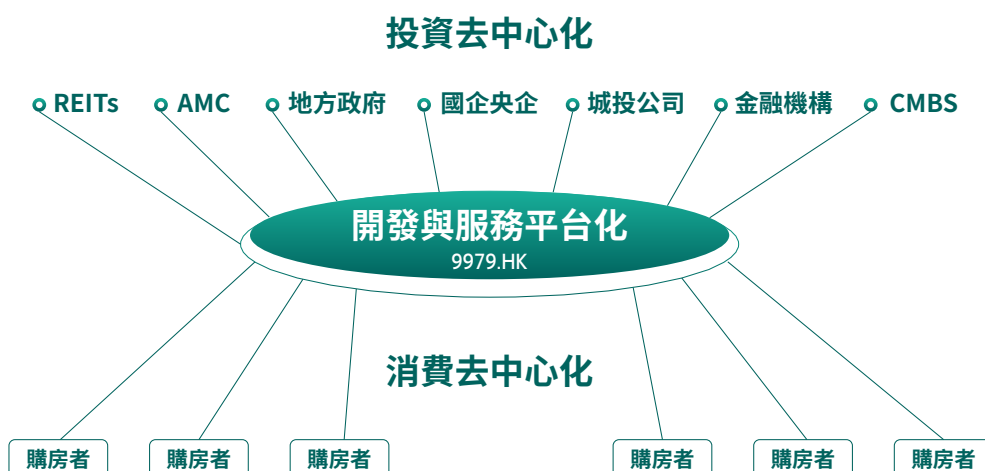 投資去中心化
REITs AMC 地方政府 國企央企 城投公司 金融機構 CMBS
開發與服務平台化
9979.HK
消費去中心化
購房者 購房者 購房者 購房者 購房者 購房者